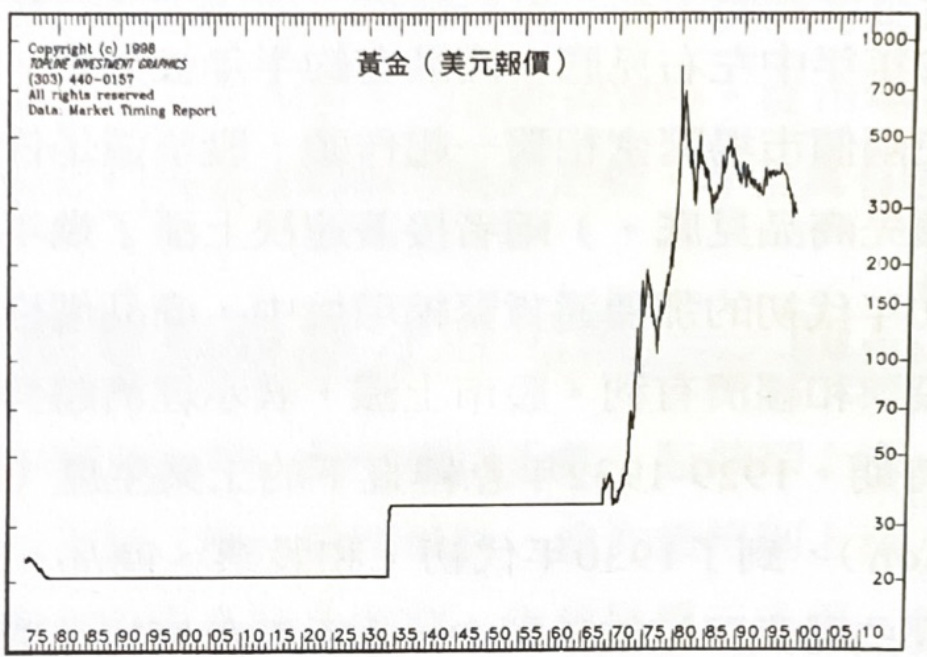 Copyright (c) 1998
TOPLINE INVESTMENT GRAPHICS
(303) 440-0157
All rights reserved
Data: Market Timing Report
黃金（美元報價）
1000
700
500
330
200
150
100
70
50
30
20
75 80 85 90 95 00 05 10 15 20 25 30 35 40 45 50 55 60 65 70 75 80 85 90 95 00 05 10